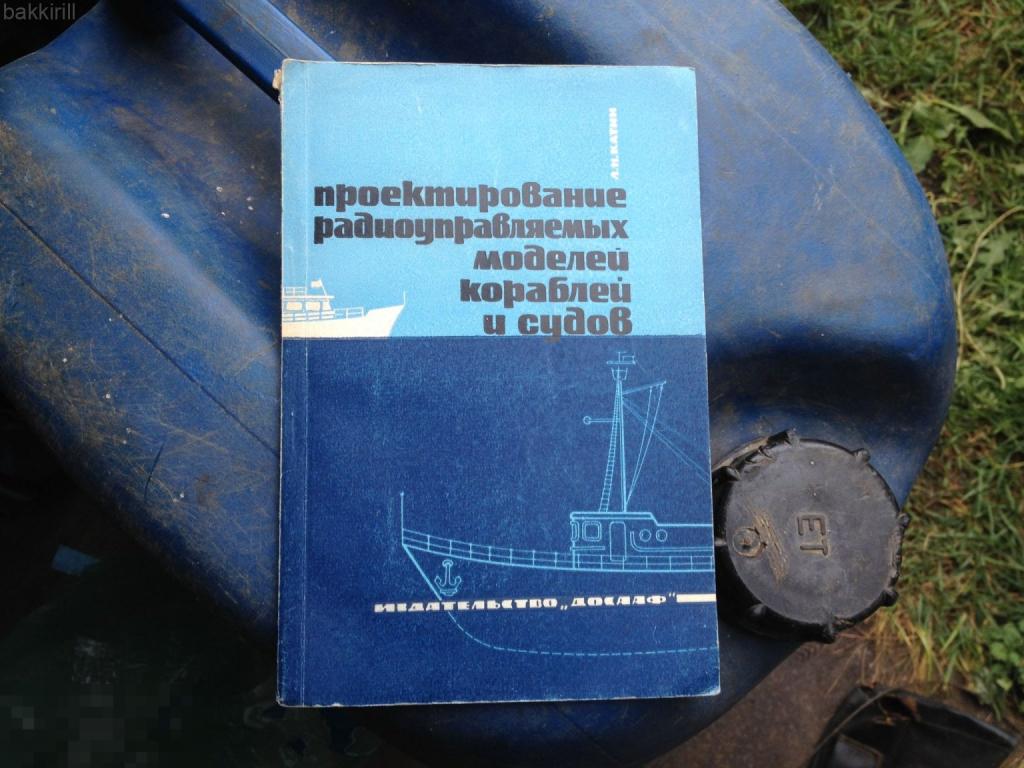 bakkirill
Л.Н.КАТИН
проектирование
радиоуправляемых
моделей
кораблей
и судов
ИЗДАТЕЛЬСТВО „ДОСААФ"
ЕТ